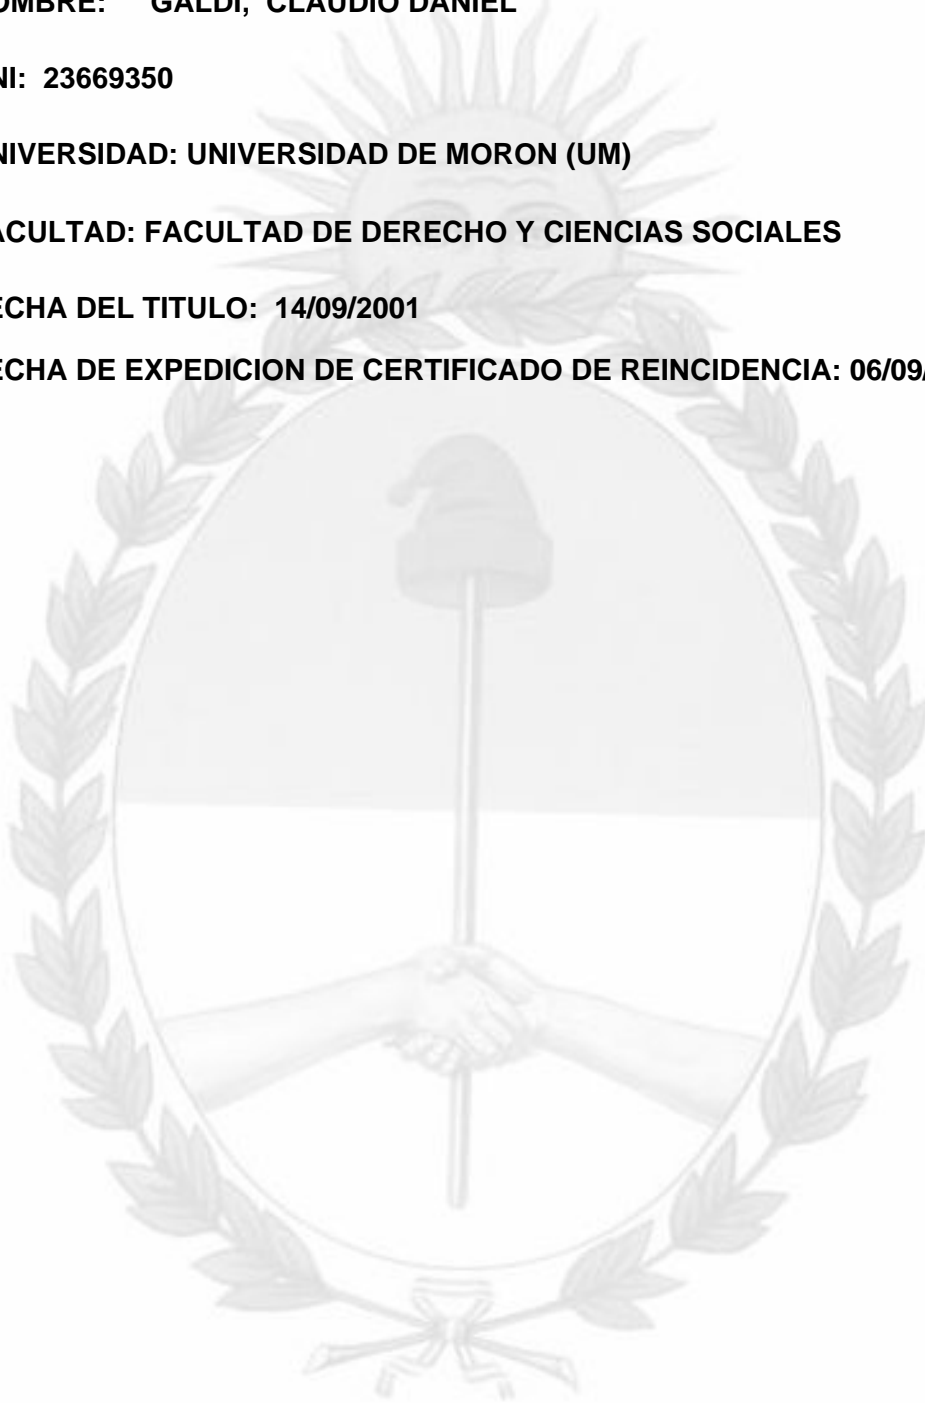 OMBRE: GALDI, CLAUDIO DANIEL
NI: 23669350
NIVERSIDAD: UNIVERSIDAD DE MORON (UM)
ACULTAD: FACULTAD DE DERECHO Y CIENCIAS SOCIALES
ECHA DEL TITULO: 14/09/2001
ECHA DE EXPEDICION DE CERTIFICADO DE REINCIDENCIA: 06/09/